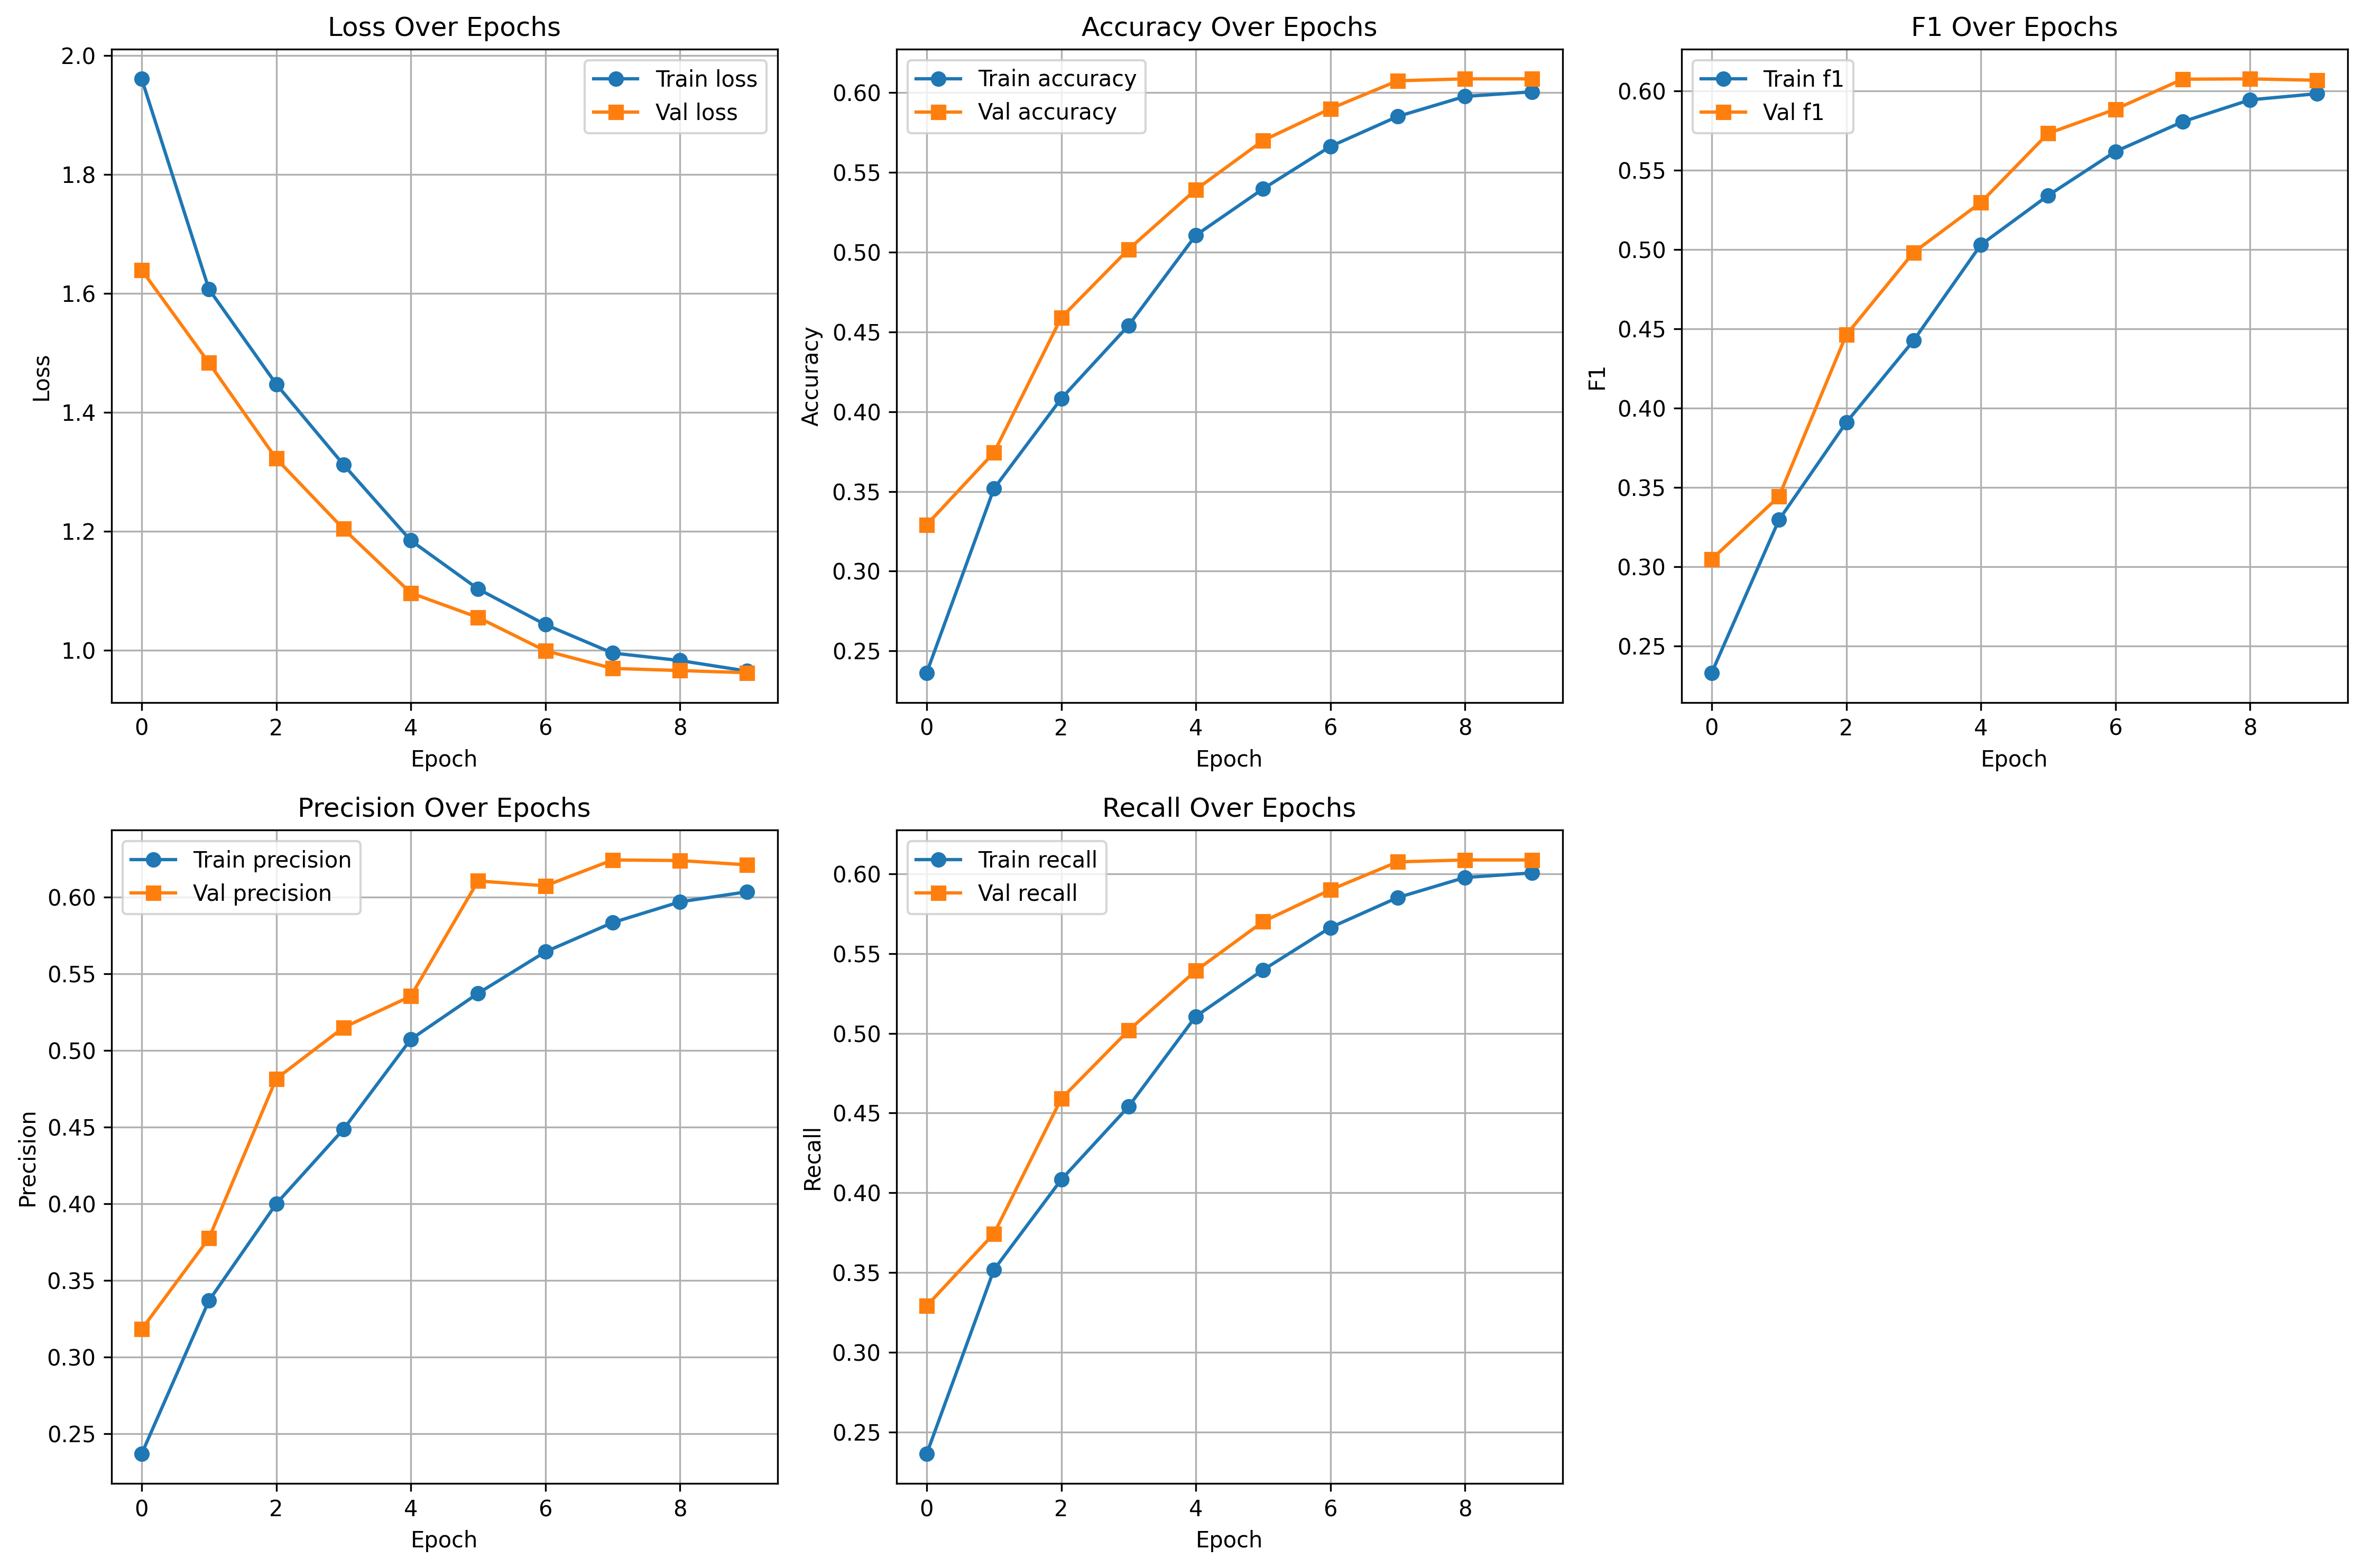 Loss Over Epochs
2.0
1.8
1.6
1.4
1.2
1.0
Loss
0 2 4 6 8
Epoch
Train loss
Val loss
Accuracy Over Epochs
0.60
0.55
0.50
0.45
0.40
0.35
0.30
0.25
Accuracy
0 2 4 6 8
Epoch
Train accuracy
Val accuracy
F1 Over Epochs
0.60
0.55
0.50
0.45
0.40
0.35
0.30
0.25
F1
0 2 4 6 8
Epoch
Train f1
Val f1
Precision Over Epochs
0.60
0.55
0.50
0.45
0.40
0.35
0.30
0.25
Precision
0 2 4 6 8
Epoch
Train precision
Val precision
Recall Over Epochs
0.60
0.55
0.50
0.45
0.40
0.35
0.30
0.25
Recall
0 2 4 6 8
Epoch
Train recall
Val recall